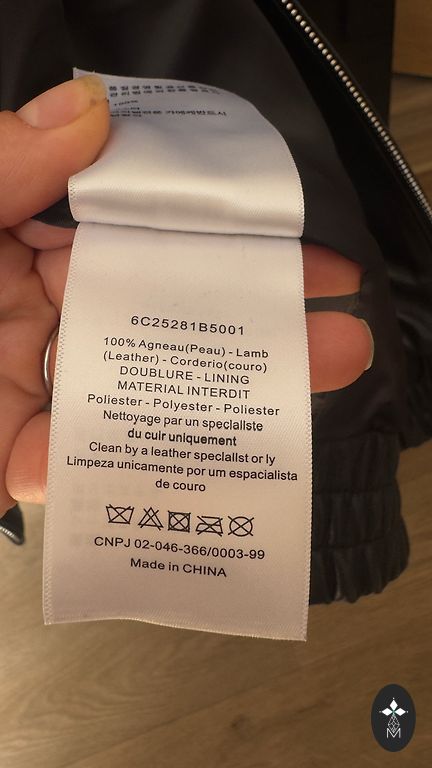 6C25281B5001
100% Agneau(Peau) - Lamb
(Leather) - Corderio(couro)
DOUBLURE - LINING
MATERIAL INTERDIT
Poliester - Polyester - Poliester
Nettoyage par un speciallste
du cuir uniquement
Clean by a leather speciallst or ly
Limpeza unicamente por um espacialista
de couro
CNPJ 02-046-366/0003-99
Made in CHINA
M